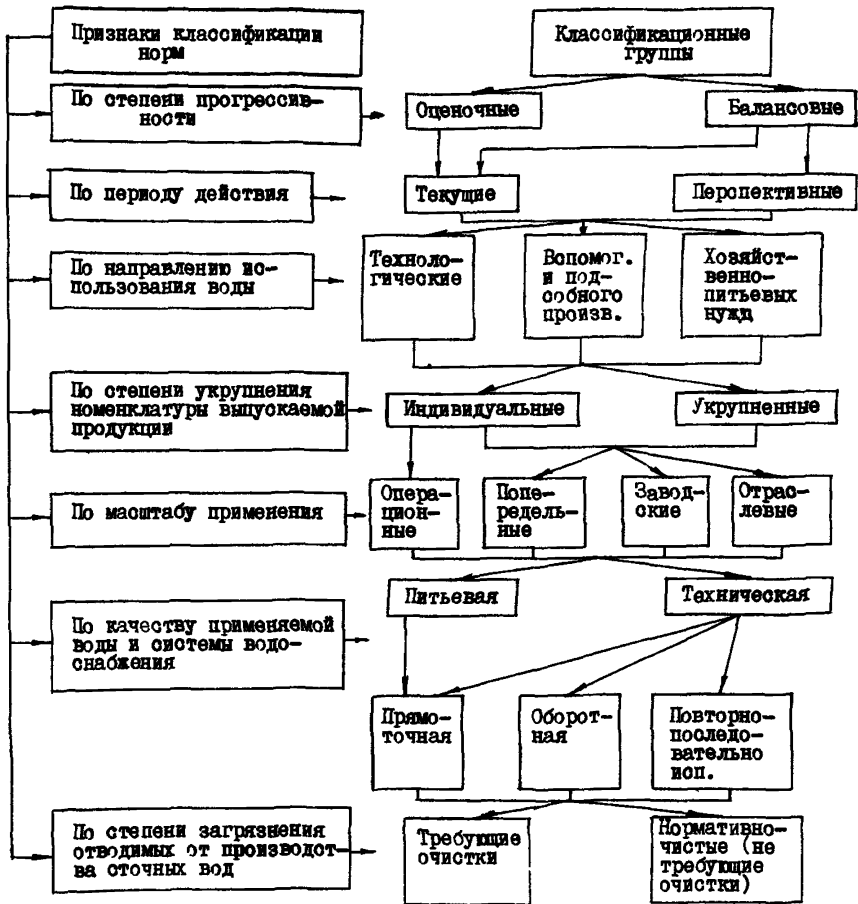 Признаки классификации
норм
Классификационные
группы
По степени прогрессив-
ности
Оценочные
Балансовые
По периоду действия
Текущие
Перспективные
По направлению ис-
пользования воды
Техноло-
гические
Вспомог.
и под-
собного
произв.
Хозяйст-
венно-
питьевых
нужд
По степени укрупнения
номенклатуры выпускаемой
продукции
Индивидуальные
Укрупненные
По масштабу применения
Опера-
цион-
ные
Попе-
редель-
ные
Завод-
ские
Отрас-
левые
По качеству применяемой
воды и системы водо-
снабжения
Питьевая
Техническая
Прямо-
точная
Оборот-
ная
Повторно-
последо-
вательно
исп.
По степени загрязнения
отводимых от производст-
ва сточных вод
Требующие
очистки
Нормативно-
чистые (не
требующие
очистки)